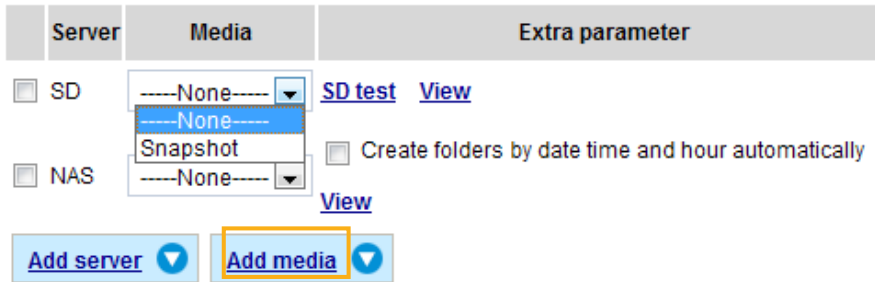 Server Media Extra parameter
SD -----None----- SD test View
-----None-----
Snapshot
Create folders by date time and hour automatically
NAS -----None-----
View
Add server Add media